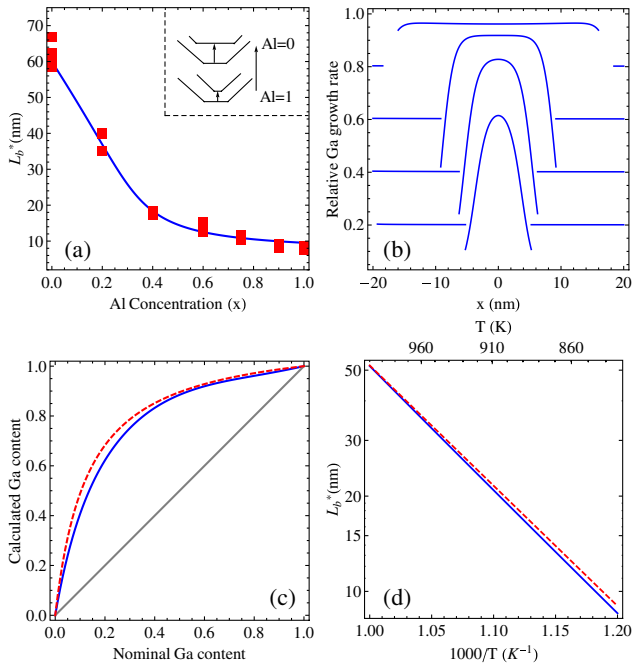 70
60
50
40
30
20
10
L_b^* (nm)
0.0 0.2 0.4 0.6 0.8 1.0
Al Concentration (x)
Al=0
Al=1
(a)
1.0
0.8
0.6
0.4
0.2
Relative Ga growth rate
−20 −10 0 10 20
x (nm)
(b)
1.0
0.8
0.6
0.4
0.2
0.0
Calculated Ga content
0.0 0.2 0.4 0.6 0.8 1.0
Nominal Ga content
(c)
T (K)
960 910 860
50
30
20
15
10
L_b^*(nm)
1.00 1.05 1.10 1.15 1.20
1000/T (K^{-1})
(d)